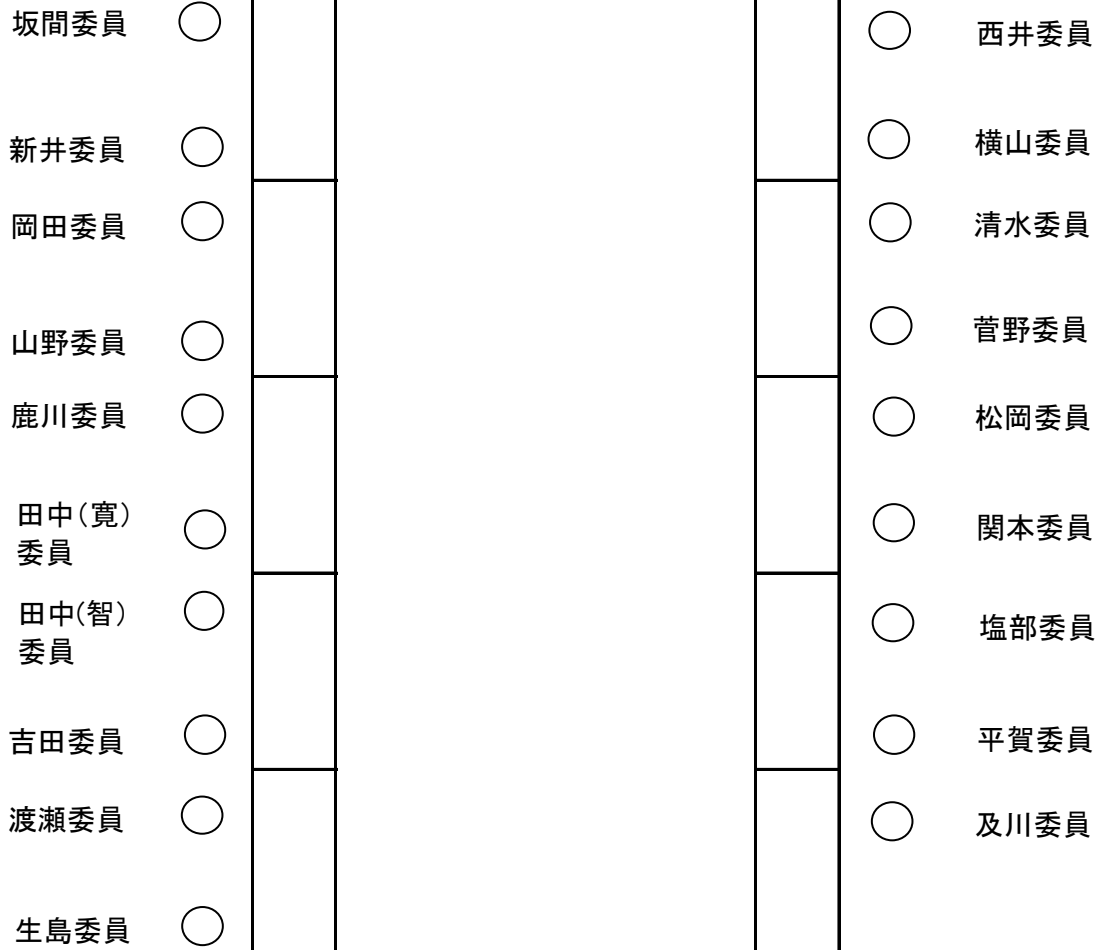 坂間委員
新井委員
岡田委員
山野委員
鹿川委員
田中(寛)
委員
田中(智)
委員
吉田委員
渡瀬委員
生島委員
西井委員
横山委員
清水委員
菅野委員
松岡委員
関本委員
塩部委員
平賀委員
及川委員